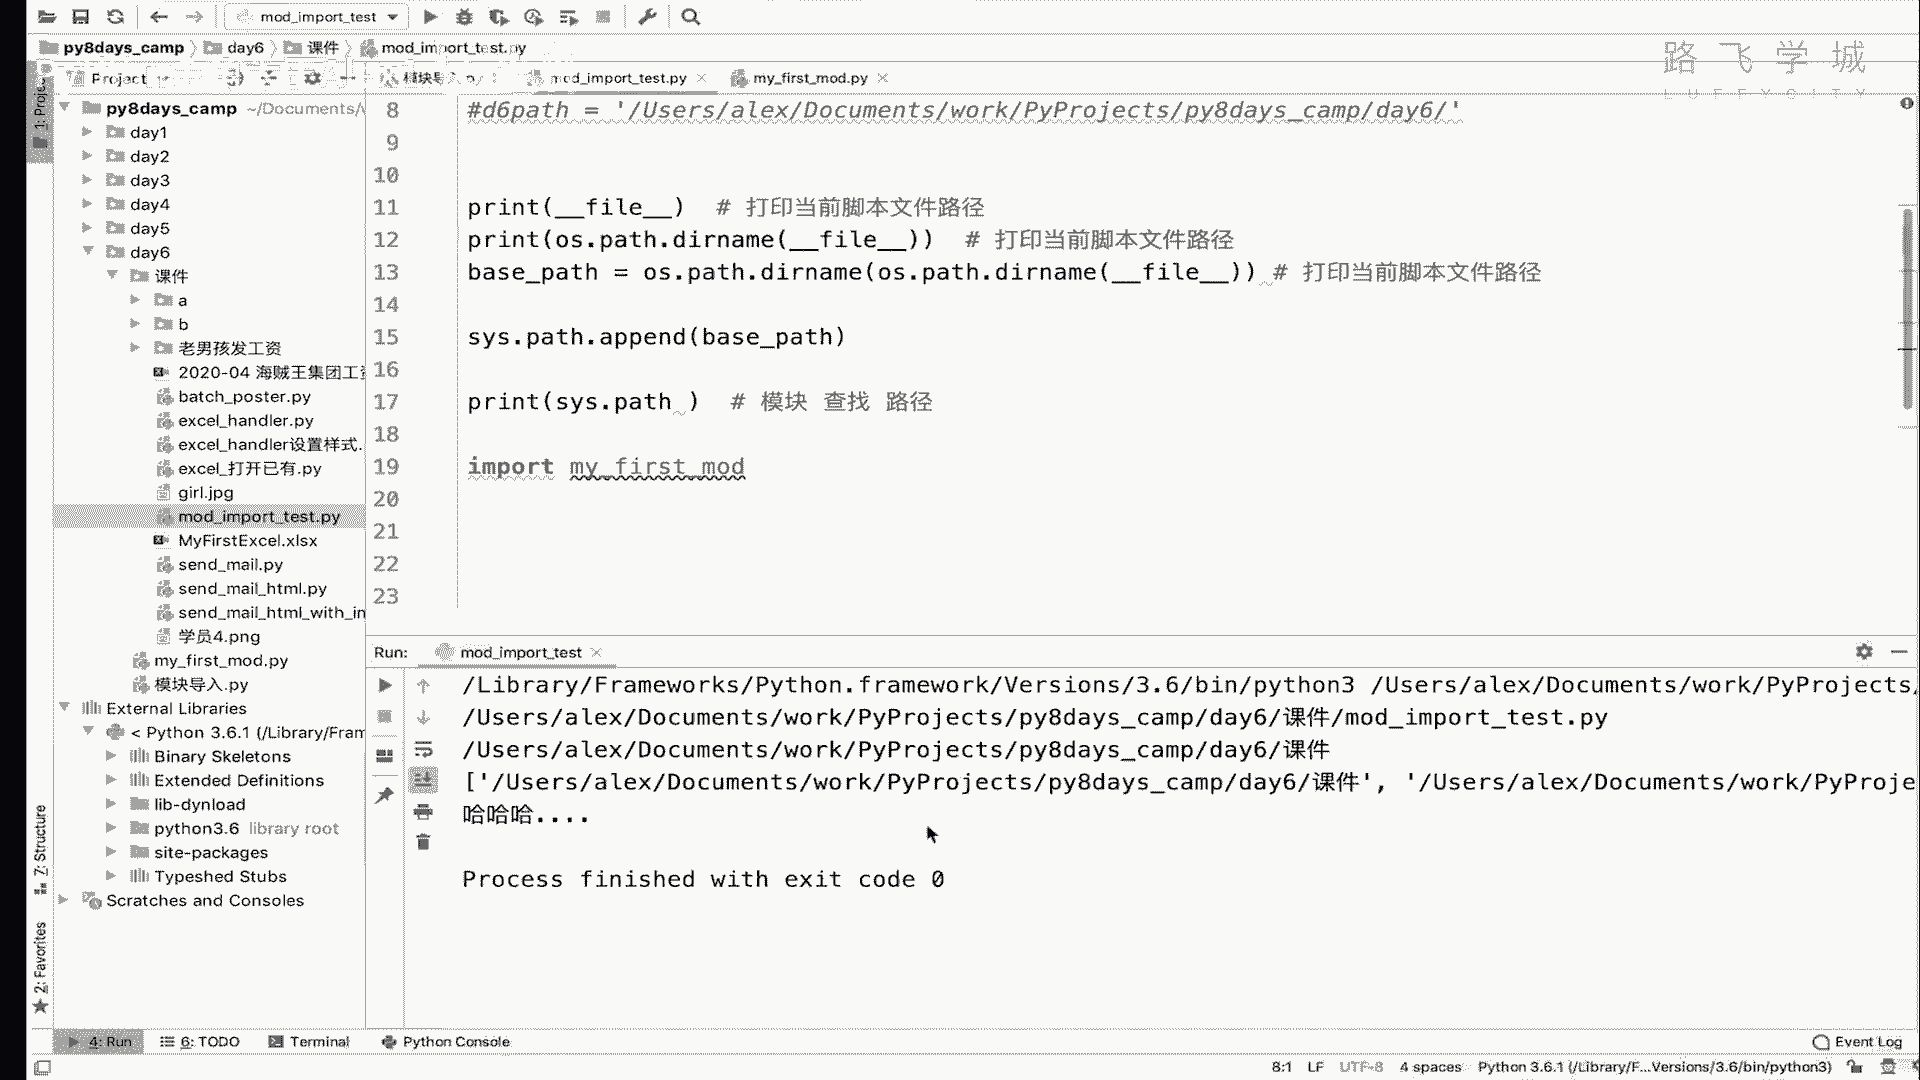 mod_import_test
py8days_camp day6 课件 mod_import_test.py
路飞学城
LUFFYCITY
Project mod_import_test.py my_first_mod.py
1: Project
py8days_camp ~/Documents/
day1
day2
day3
day4
day5
day6
课件
a
b
老男孩发工资
2020-04 海贼王集团工
batch_poster.py
excel_handler.py
excel_handler设置样式.
excel_打开已有.py
girl.jpg
mod_import_test.py
MyFirstExcel.xlsx
send_mail.py
send_mail_html.py
send_mail_html_with_in
学员4.png
my_first_mod.py
模块导入.py
External Libraries
< Python 3.6.1 (/Library/Fram
Binary Skeletons
Extended Definitions
lib-dynload
python3.6 library root
site-packages
Typeshed Stubs
Scratches and Consoles
8 #d6path = '/Users/alex/Documents/work/PyProjects/py8days_camp/day6/'
9
10
11 print(__file__) # 打印当前脚本文件路径
12 print(os.path.dirname(__file__)) # 打印当前脚本文件路径
13 base_path = os.path.dirname(os.path.dirname(__file__)) # 打印当前脚本文件路径
14
15 sys.path.append(base_path)
16
17 print(sys.path ) # 模块 查找 路径
18
19 import my_first_mod
20
21
22
23
Run: mod_import_test
/Library/Frameworks/Python.framework/Versions/3.6/bin/python3 /Users/alex/Documents/work/PyProjects/
/Users/alex/Documents/work/PyProjects/py8days_camp/day6/课件/mod_import_test.py
/Users/alex/Documents/work/PyProjects/py8days_camp/day6/课件
['/Users/alex/Documents/work/PyProjects/py8days_camp/day6/课件', '/Users/alex/Documents/work/PyProje
哈哈哈....
Process finished with exit code 0
7: Structure
2: Favorites
4: Run 6: TODO Terminal Python Console Event Log
8:1 LF UTF-8 4 spaces Python 3.6.1 (/Library/F...Versions/3.6/bin/python3)